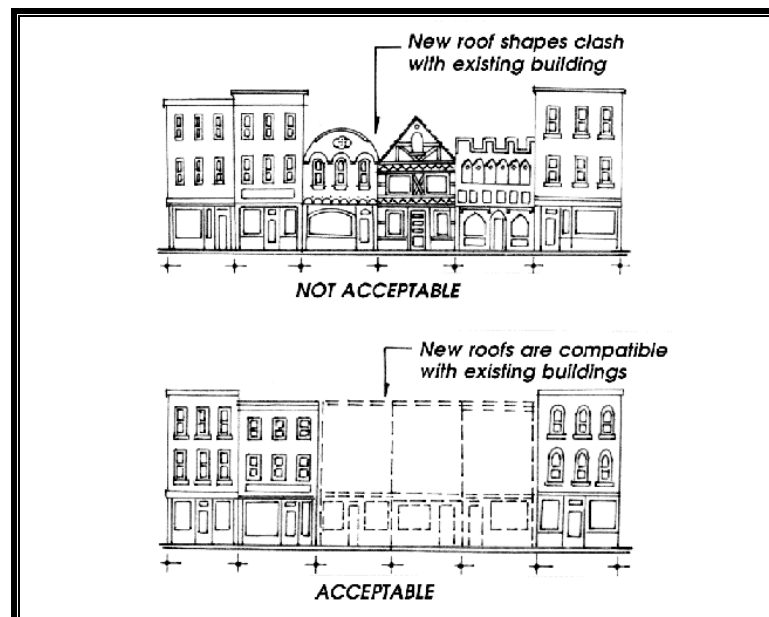 New roof shapes clash
with existing building
NOT ACCEPTABLE
New roofs are compatible
with existing buildings
ACCEPTABLE